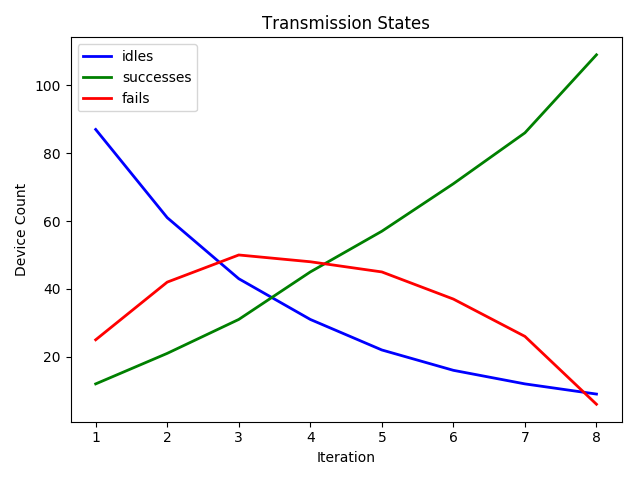 Transmission States
idles
successes
fails
100
80
60
40
20
Device Count
1 2 3 4 5 6 7 8
Iteration